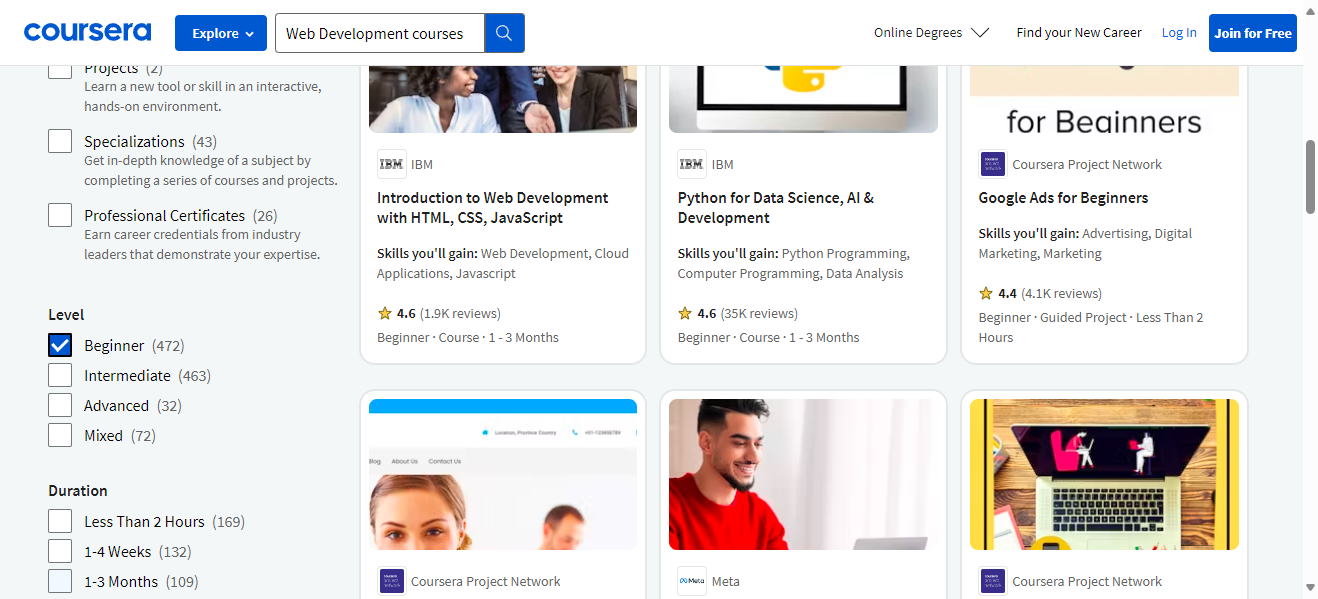 coursera
Explore
Web Development courses
Online Degrees
Find your New Career
Log In
Join for Free
Projects (2)
Learn a new tool or skill in an interactive,
hands-on environment.
Specializations (43)
Get in-depth knowledge of a subject by
completing a series of courses and projects.
Professional Certificates (26)
Earn career credentials from industry
leaders that demonstrate your expertise.
Level
Beginner (472)
Intermediate (463)
Advanced (32)
Mixed (72)
Duration
Less Than 2 Hours (169)
1-4 Weeks (132)
1-3 Months (109)
IBM IBM
Introduction to Web Development
with HTML, CSS, JavaScript
Skills you'll gain: Web Development, Cloud
Applications, Javascript
4.6 (1.9K reviews)
Beginner · Course · 1 - 3 Months
IBM IBM
Python for Data Science, AI &
Development
Skills you'll gain: Python Programming,
Computer Programming, Data Analysis
4.6 (35K reviews)
Beginner · Course · 1 - 3 Months
for Beginners
Coursera Project Network
Google Ads for Beginners
Skills you'll gain: Advertising, Digital
Marketing, Marketing
4.4 (4.1K reviews)
Beginner · Guided Project · Less Than 2
Hours
Location, Province Country
Blog About Us Contact Us
Coursera Project Network
Meta Meta
Coursera Project Network